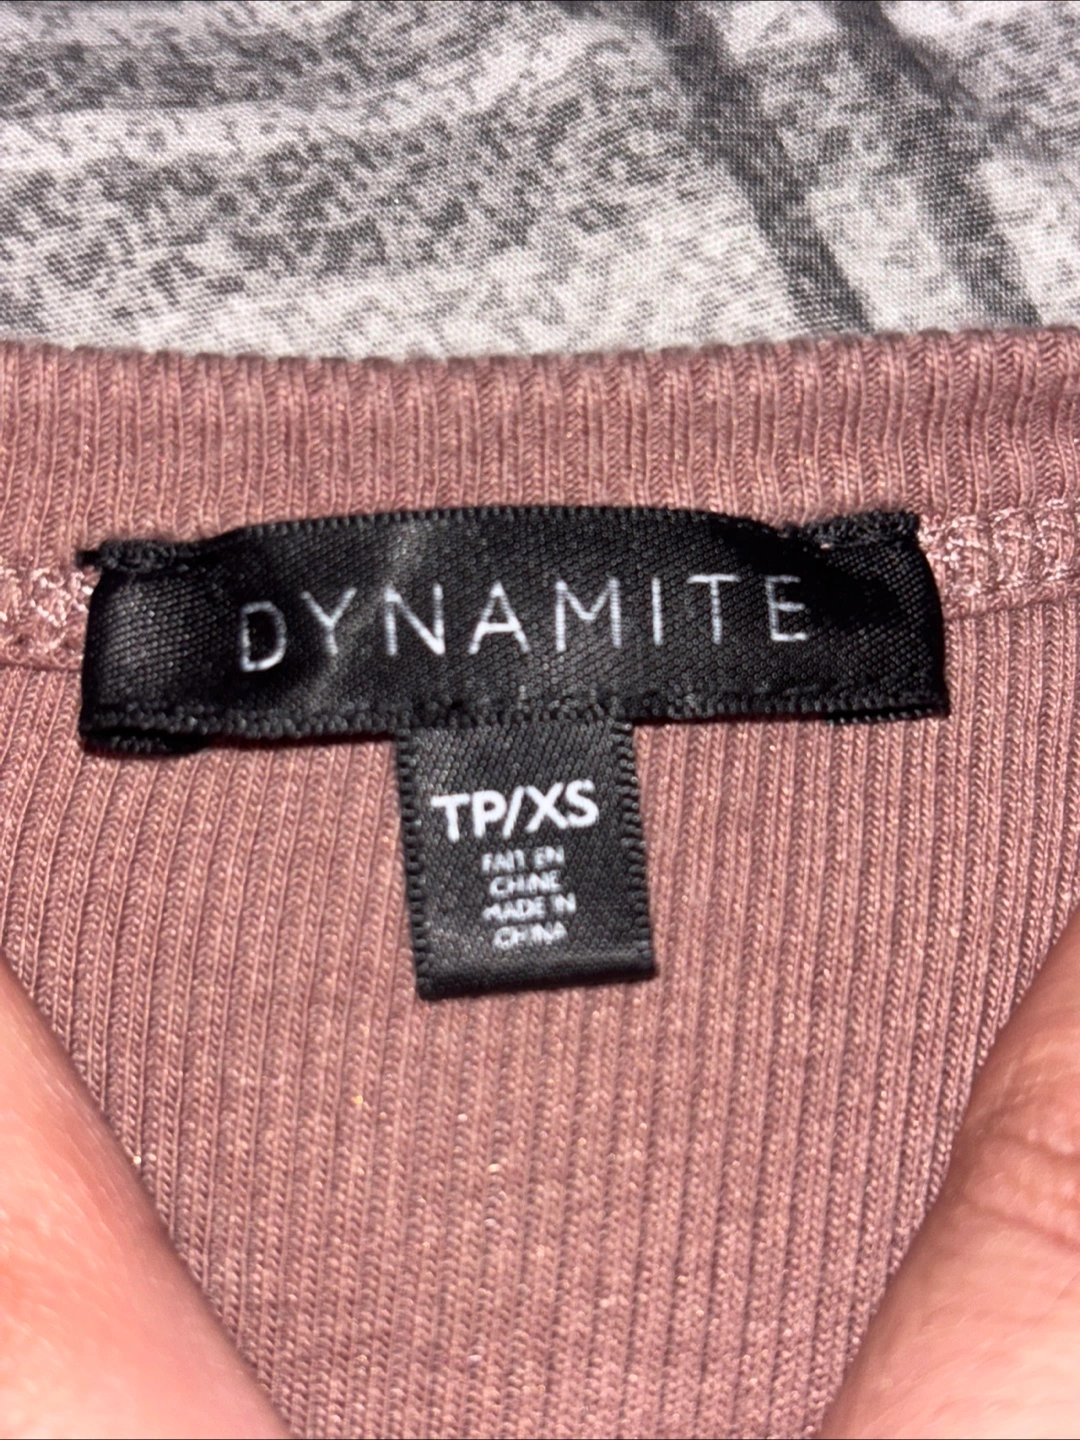 DYNAMITE
TP/XS
FAIT EN
CHINE
MADE IN
CHINA